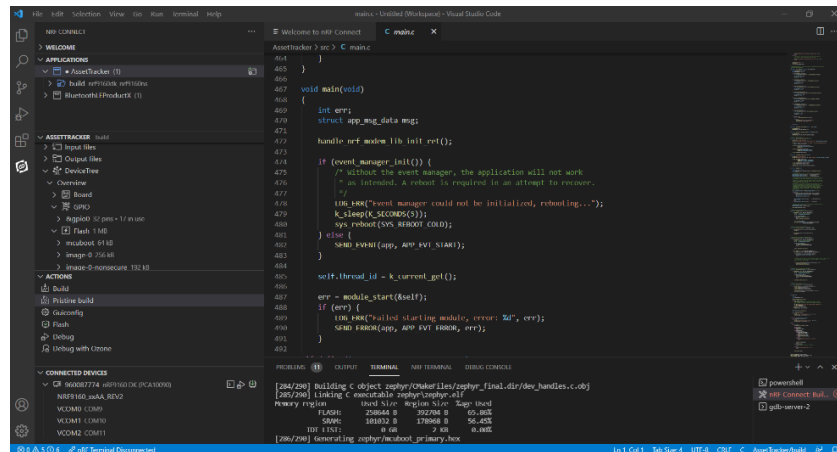 File Edit Selection View Go Run Terminal Help
main.c - Untitled (Workspace) - Visual Studio Code
NRF CONNECT
WELCOME
APPLICATIONS
AssetTracker (1)
build nrf9160dk_nrf9160ns
BluetoothLEProductX (1)
ASSETTRACKER build
Input files
Output files
DeviceTree
Overview
Board
GPIO
&gpio0 32 pins • 17 in use
Flash 1 MB
mcuboot 64 kB
image-0 256 kB
image-0-nonsecure 192 kB
ACTIONS
Build
Pristine build
Guiconfig
Flash
Debug
Debug with Ozone
CONNECTED DEVICES
960087774 nRF9160 DK (PCA10090)
NRF9160_xxAA_REV2
VCOM0 COM9
VCOM1 COM10
VCOM2 COM11
Welcome to nRF Connect
main.c
AssetTracker > src > C main.c
464 }
465 }
466
467 void main(void)
468 {
469 int err;
470 struct app_msg_data msg;
471
472 handle_nrf_modem_lib_init_ret();
473
474 if (event_manager_init()) {
475 /* Without the event manager, the application will not work
476 * as intended. A reboot is required in an attempt to recover.
477 */
478 LOG_ERR("Event manager could not be initialized, rebooting...");
479 k_sleep(K_SECONDS(5));
480 sys_reboot(SYS_REBOOT_COLD);
481 } else {
482 SEND_EVENT(app, APP_EVT_START);
483 }
484
485 self.thread_id = k_current_get();
486
487 err = module_start(&self);
488 if (err) {
489 LOG_ERR("Failed starting module, error: %d", err);
490 SEND_ERROR(app, APP_EVT_ERROR, err);
491 }
492
PROBLEMS 11 OUTPUT TERMINAL NRF TERMINAL DEBUG CONSOLE
[284/290] Building C object zephyr/CMakeFiles/zephyr_final.dir/dev_handles.c.obj
[285/290] Linking C executable zephyr\zephyr.elf
Memory region Used Size Region Size %age Used
FLASH: 258644 B 392704 B 65.86%
SRAM: 101032 B 178968 B 56.45%
IDT_LIST: 0 GB 2 KB 0.00%
[286/290] Generating zephyr/mcuboot_primary.hex
powershell
nRF Connect: Buil...
gdb-server-2
0 5 6 nRF Terminal Disconnected
Ln 1, Col 1 Tab Size: 4 UTF-8 CRLF C AssetTracker/build